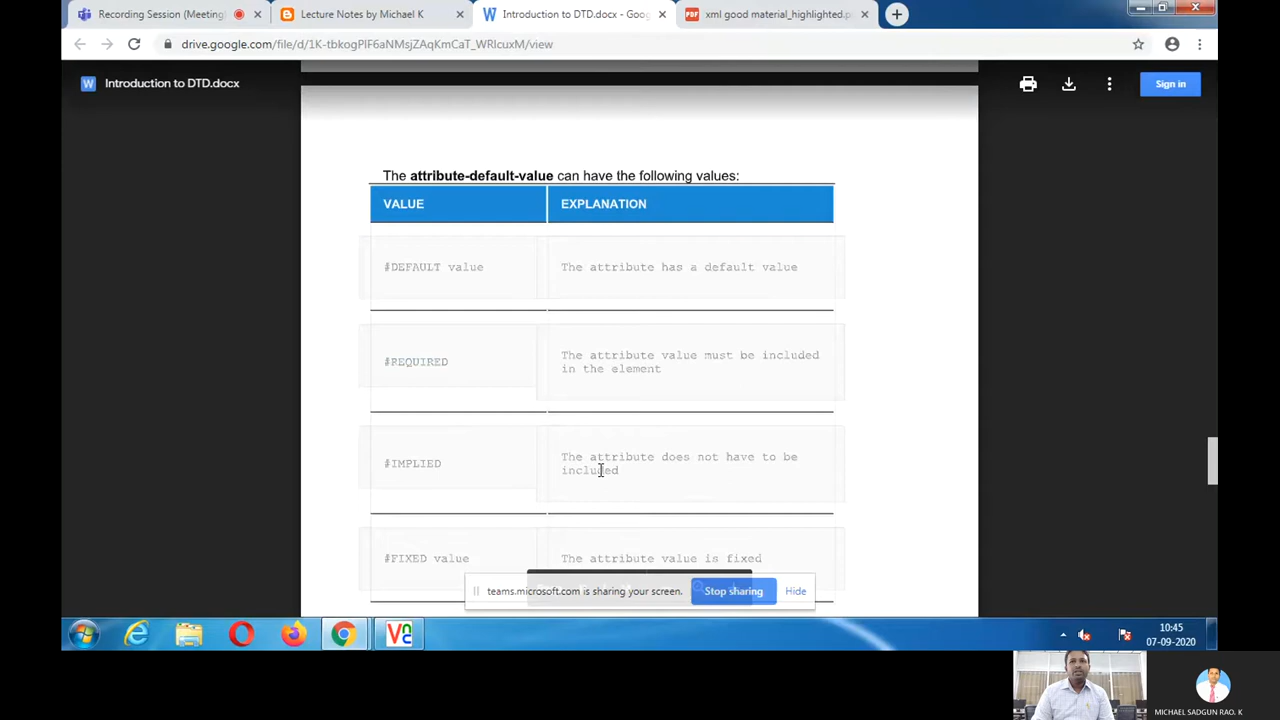 Recording Session (Meeting)
Lecture Notes by Michael K
Introduction to DTD.docx - Goo
xml good material_highlighted.p
drive.google.com/file/d/1K-tbkogPIF6aNMsjZAqKmCaT_WRlcuxM/view
W Introduction to DTD.docx
Sign in
The attribute-default-value can have the following values:
VALUE EXPLANATION
#DEFAULT value The attribute has a default value
#REQUIRED The attribute value must be included
in the element
#IMPLIED The attribute does not have to be
included
#FIXED value The attribute value is fixed
teams.microsoft.com is sharing your screen. Stop sharing Hide
10:45
07-09-2020
MICHAEL SADGUN RAO. K